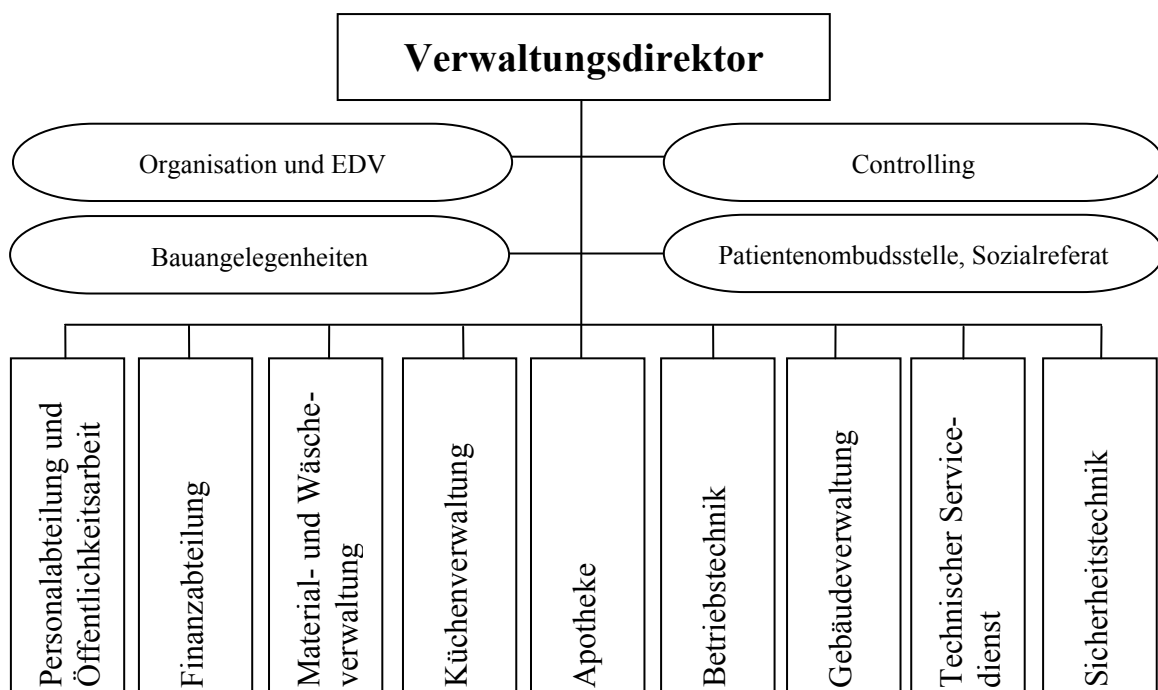 Verwaltungsdirektor
Organisation und EDV
Controlling
Bauangelegenheiten
Patientenombudsstelle, Sozialreferat
Personalabteilung und
Öffentlichkeitsarbeit
Finanzabteilung
Material- und Wäsche-
verwaltung
Küchenverwaltung
Apotheke
Betriebstechnik
Gebäudeverwaltung
Technischer Service-
dienst
Sicherheitstechnik